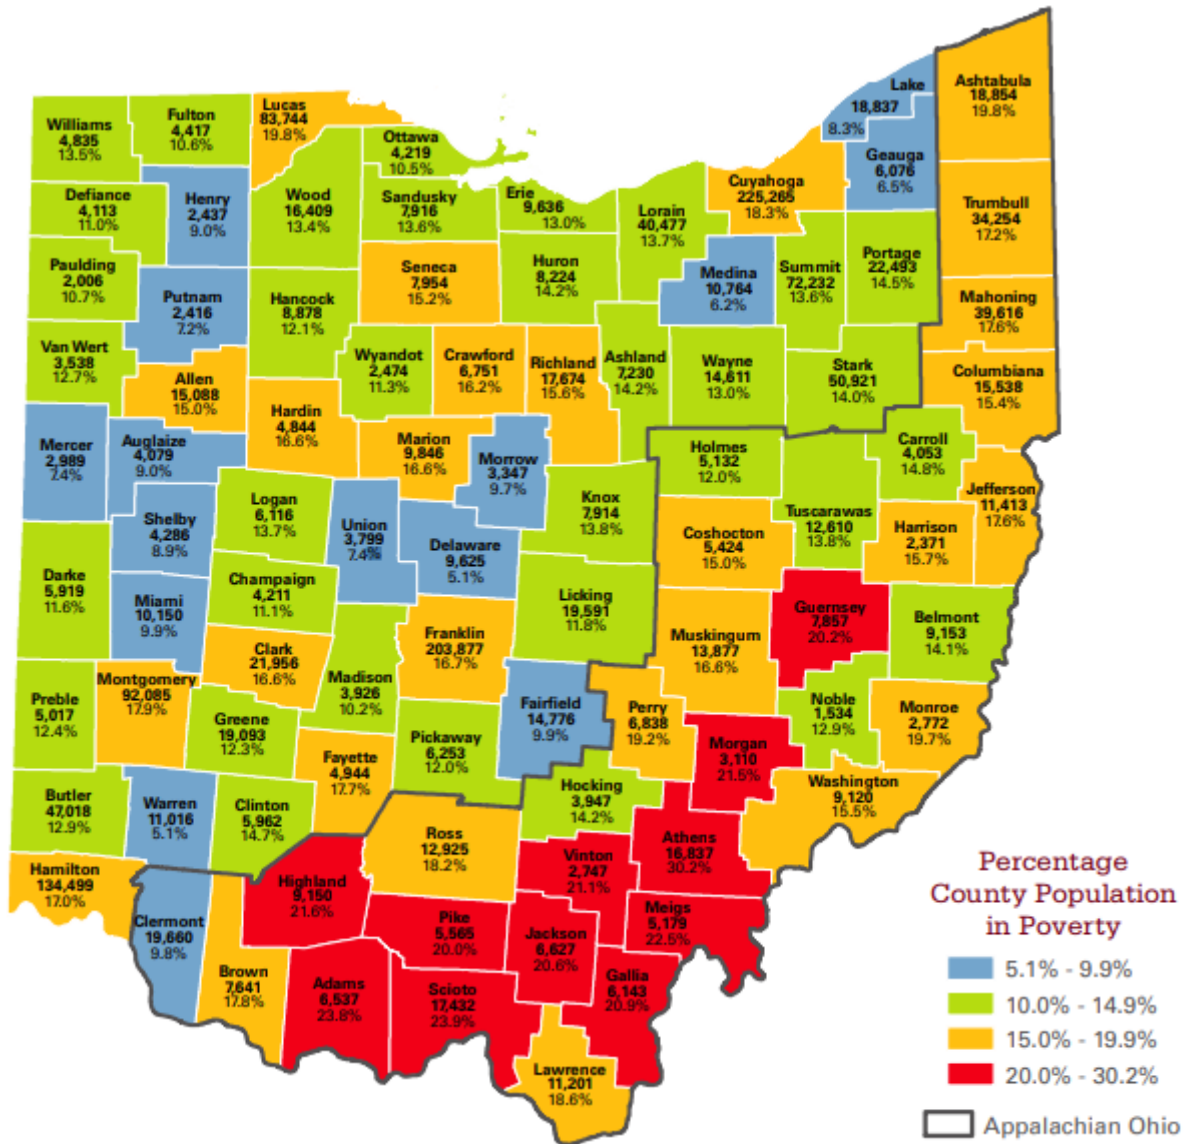 Lake
18,837
8.3%
Ashtabula
18,854
19.8%
Williams
4,835
13.5%
Fulton
4,417
10.6%
Lucas
83,744
19.8%
Ottawa
4,219
10.5%
Geauga
6,076
6.5%
Defiance
4,113
11.0%
Henry
2,437
9.0%
Wood
16,409
13.4%
Sandusky
7,916
13.6%
Erie
9,636
13.0%
Lorain
40,477
13.7%
Cuyahoga
225,265
18.3%
Trumbull
34,254
17.2%
Paulding
2,006
10.7%
Putnam
2,416
7.2%
Hancock
8,878
12.1%
Seneca
7,954
15.2%
Huron
8,224
14.2%
Medina
10,764
6.2%
Summit
72,232
13.6%
Portage
22,493
14.5%
Mahoning
39,616
17.6%
Van Wert
3,538
12.7%
Allen
15,088
15.0%
Wyandot
2,474
11.3%
Crawford
6,751
16.2%
Richland
17,674
15.6%
Ashland
7,230
14.2%
Wayne
14,611
13.0%
Stark
50,921
14.0%
Columbiana
15,538
15.4%
Mercer
2,989
7.4%
Auglaize
4,079
9.0%
Hardin
4,844
16.6%
Marion
9,846
16.6%
Morrow
3,347
9.7%
Holmes
5,132
12.0%
Carroll
4,053
14.8%
Shelby
4,286
8.9%
Logan
6,116
13.7%
Union
3,799
7.4%
Delaware
9,625
5.1%
Knox
7,914
13.8%
Coshocton
5,424
15.0%
Tuscarawas
12,610
13.8%
Harrison
2,371
15.7%
Jefferson
11,413
17.6%
Darke
5,919
11.6%
Miami
10,150
9.9%
Champaign
4,211
11.1%
Licking
19,591
11.8%
Guernsey
7,857
20.2%
Belmont
9,153
14.1%
Clark
21,956
16.6%
Franklin
203,877
16.7%
Muskingum
13,877
16.6%
Preble
5,017
12.4%
Montgomery
92,085
17.9%
Greene
19,093
12.3%
Madison
3,926
10.2%
Fairfield
14,776
9.9%
Perry
6,838
19.2%
Noble
1,534
12.9%
Monroe
2,772
19.7%
Pickaway
6,253
12.0%
Morgan
3,110
21.5%
Fayette
4,944
17.7%
Washington
9,120
15.5%
Butler
47,018
12.9%
Warren
11,016
5.1%
Clinton
5,962
14.7%
Hocking
3,947
14.2%
Ross
12,925
18.2%
Athens
16,837
30.2%
Hamilton
134,499
17.0%
Highland
9,150
21.6%
Vinton
2,747
21.1%
Clermont
19,660
9.8%
Pike
5,565
20.0%
Jackson
6,627
20.6%
Meigs
5,179
22.5%
Brown
7,641
17.8%
Adams
6,537
23.8%
Scioto
17,432
23.9%
Gallia
6,143
20.9%
Lawrence
11,201
18.6%
Percentage
County Population
in Poverty
5.1% - 9.9%
10.0% - 14.9%
15.0% - 19.9%
20.0% - 30.2%
Appalachian Ohio